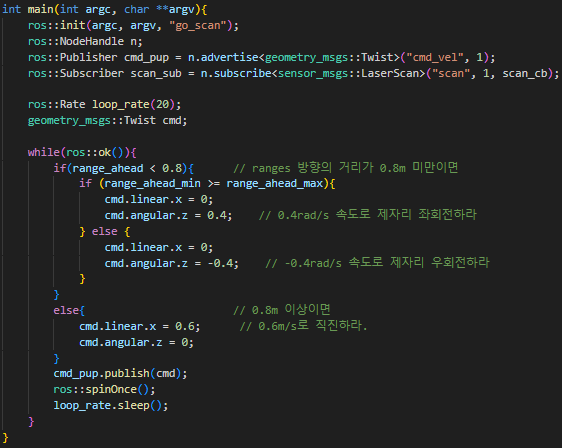 int main(int argc, char **argv){
    ros::init(argc, argv, "go_scan");
    ros::NodeHandle n;
    ros::Publisher cmd_pup = n.advertise<geometry_msgs::Twist>("cmd_vel", 1);
    ros::Subscriber scan_sub = n.subscribe<sensor_msgs::LaserScan>("scan", 1, scan_cb);

    ros::Rate loop_rate(20);
    geometry_msgs::Twist cmd;

    while(ros::ok()){
        if(range_ahead < 0.8){      // ranges 방향의 거리가 0.8m 미만이면
            if (range_ahead_min >= range_ahead_max){
                cmd.linear.x = 0;
                cmd.angular.z = 0.4;    // 0.4rad/s 속도로 제자리 좌회전하라
            } else {
                cmd.linear.x = 0;
                cmd.angular.z = -0.4;    // -0.4rad/s 속도로 제자리 우회전하라
            }
        }
        else{                       // 0.8m 이상이면
            cmd.linear.x = 0.6;      // 0.6m/s로 직진하라.
            cmd.angular.z = 0;
        }
        cmd_pup.publish(cmd);
        ros::spinOnce();
        loop_rate.sleep();
    }
}